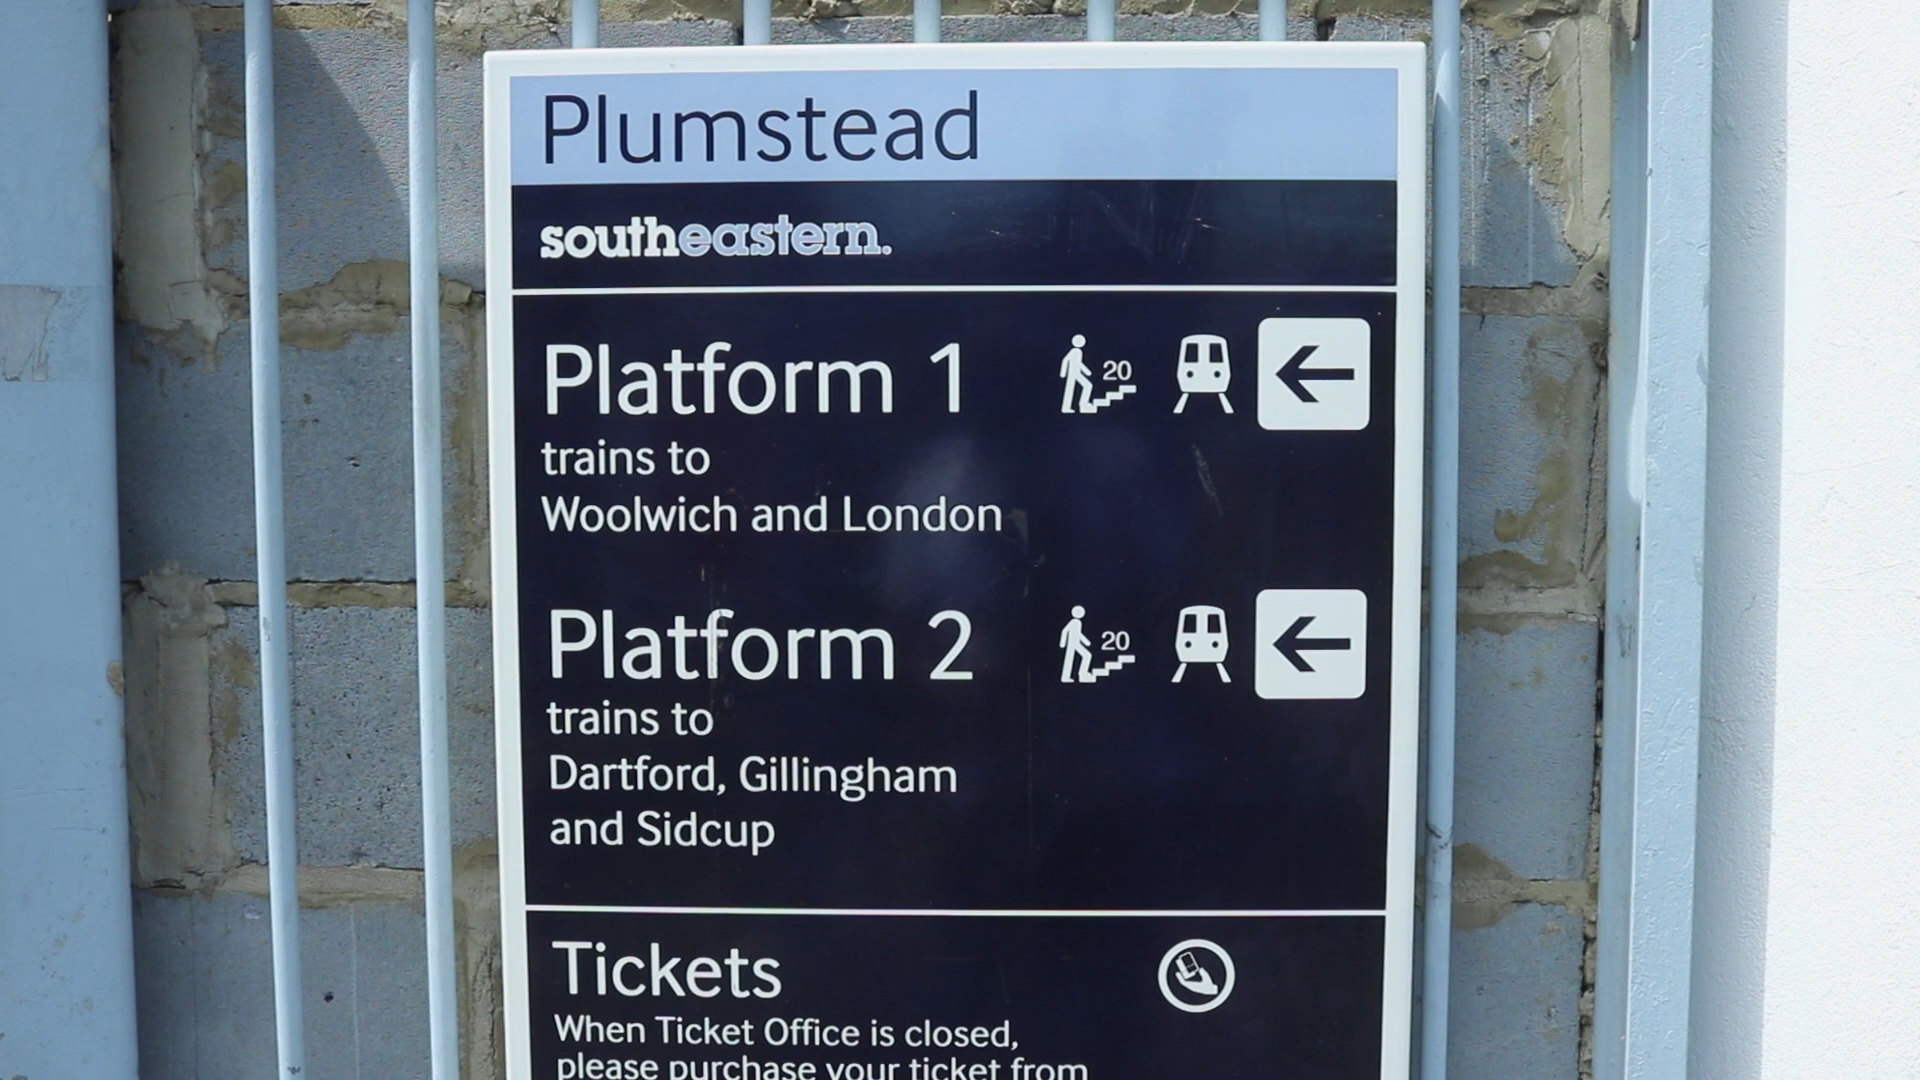 Plumstead
southeastern.
Platform 1 20
trains to
Woolwich and London
Platform 2 20
trains to
Dartford, Gillingham
and Sidcup
Tickets
When Ticket Office is closed,
please purchase your ticket from